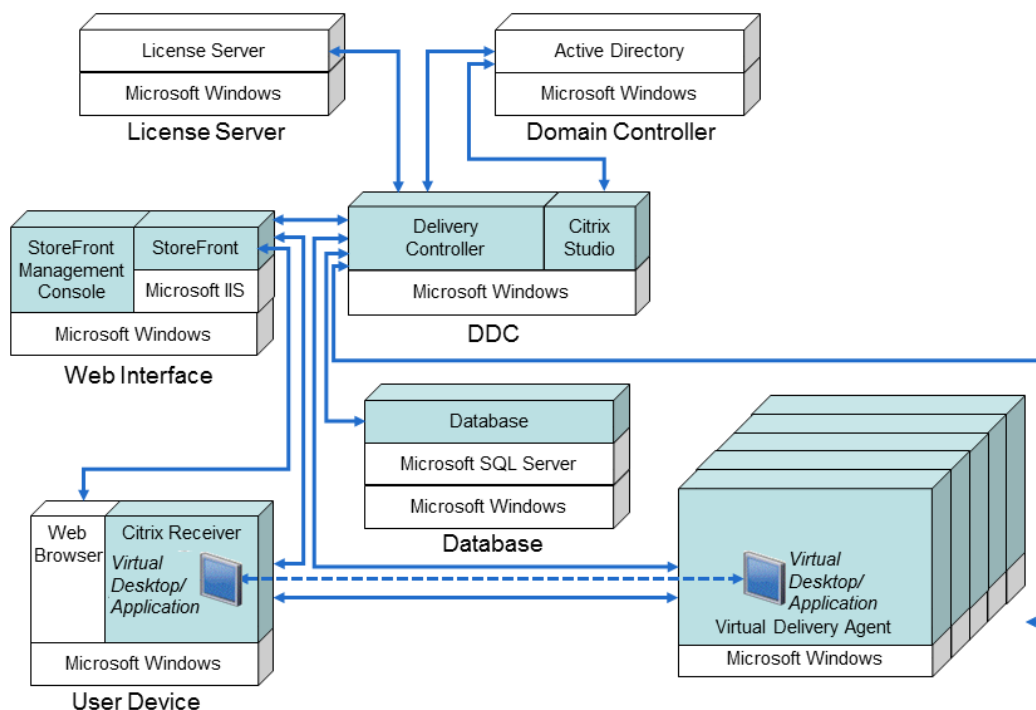 License Server
Microsoft Windows
License Server
Active Directory
Microsoft Windows
Domain Controller
StoreFront
Management
Console
StoreFront
Microsoft IIS
Microsoft Windows
Web Interface
Delivery
Controller
Citrix
Studio
Microsoft Windows
DDC
Database
Microsoft SQL Server
Microsoft Windows
Database
Web
Browser
Citrix Receiver
Virtual
Desktop/
Application
Microsoft Windows
User Device
Virtual
Desktop/
Application
Virtual Delivery Agent
Microsoft Windows